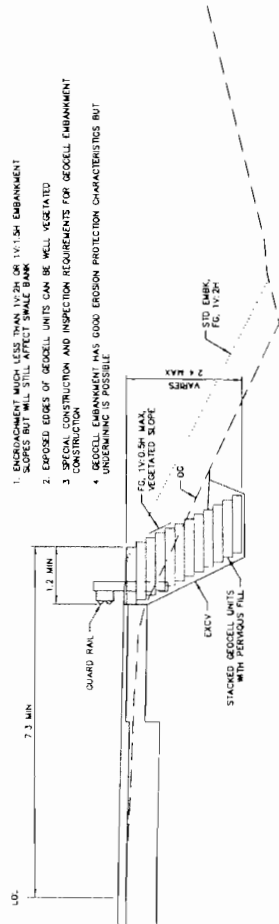 1. ENCROACHMENT MUCH LESS THAN 1V:2H OR 1V:1.5H EMBANKMENT
SLOPES BUT WILL STILL AFFECT SWALE BANK
2. EXPOSED EDGES OF GEOCELL UNITS CAN BE WELL VEGETATED
3 SPECIAL CONSTRUCTION AND INSPECTION REQUIREMENTS FOR GEOCELL EMBANKMENT
CONSTRUCTION
4 GEOCELL EMBANKMENT HAS GOOD EROSION PROTECTION CHARACTERISTICS BUT
UNDERMINING IS POSSIBLE
LOL
7.3 MIN
1.2 MIN
GUARD RAIL
FG, 1V:0.5H MAX,
VEGETATED SLOPE
OG
VARIES
2.4 MAX
STD EMBK,
FG, 1V:2H
EXCV
STACKED GEOCELL UNITS
WITH PERVIOUS FILL